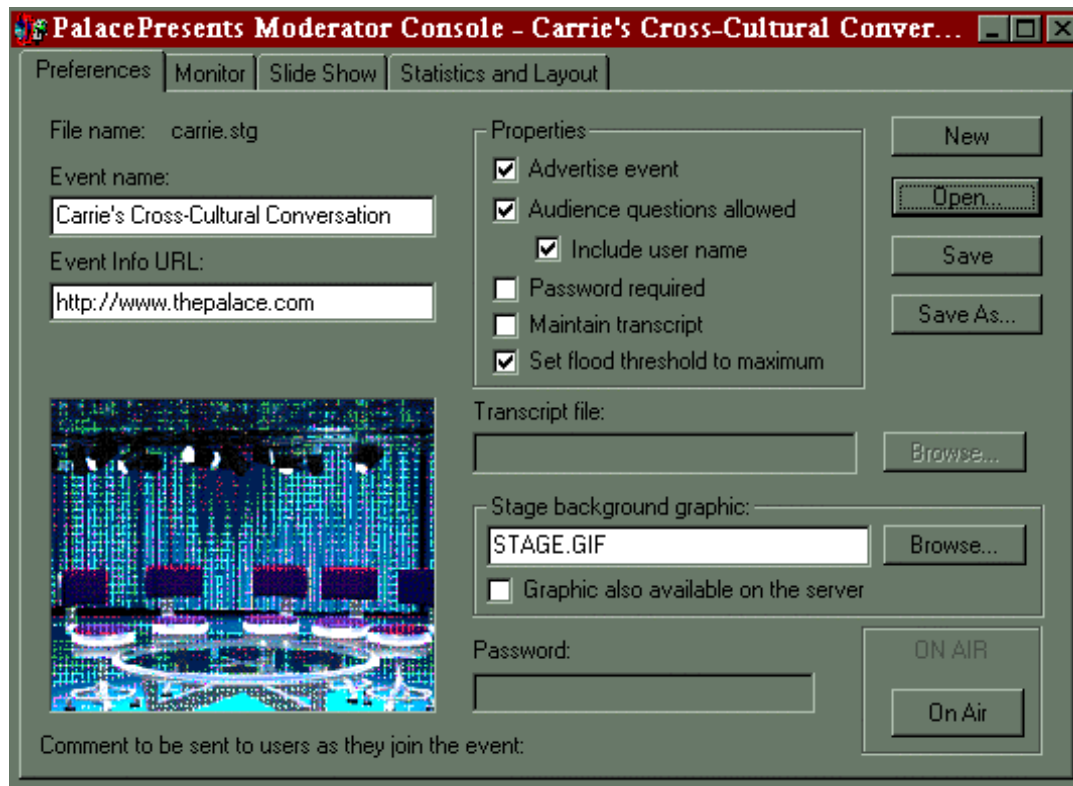 PalacePresents Moderator Console - Carrie's Cross-Cultural Conver...
Preferences Monitor Slide Show Statistics and Layout
File name: carrie.stg
Event name:
Carrie's Cross-Cultural Conversation
Event Info URL:
http://www.thepalace.com
Properties
Advertise event
Audience questions allowed
Include user name
Password required
Maintain transcript
Set flood threshold to maximum
New
Open...
Save
Save As...
Transcript file:
Browse...
Stage background graphic:
STAGE.GIF
Browse...
Graphic also available on the server
Password:
ON AIR
On Air
Comment to be sent to users as they join the event: